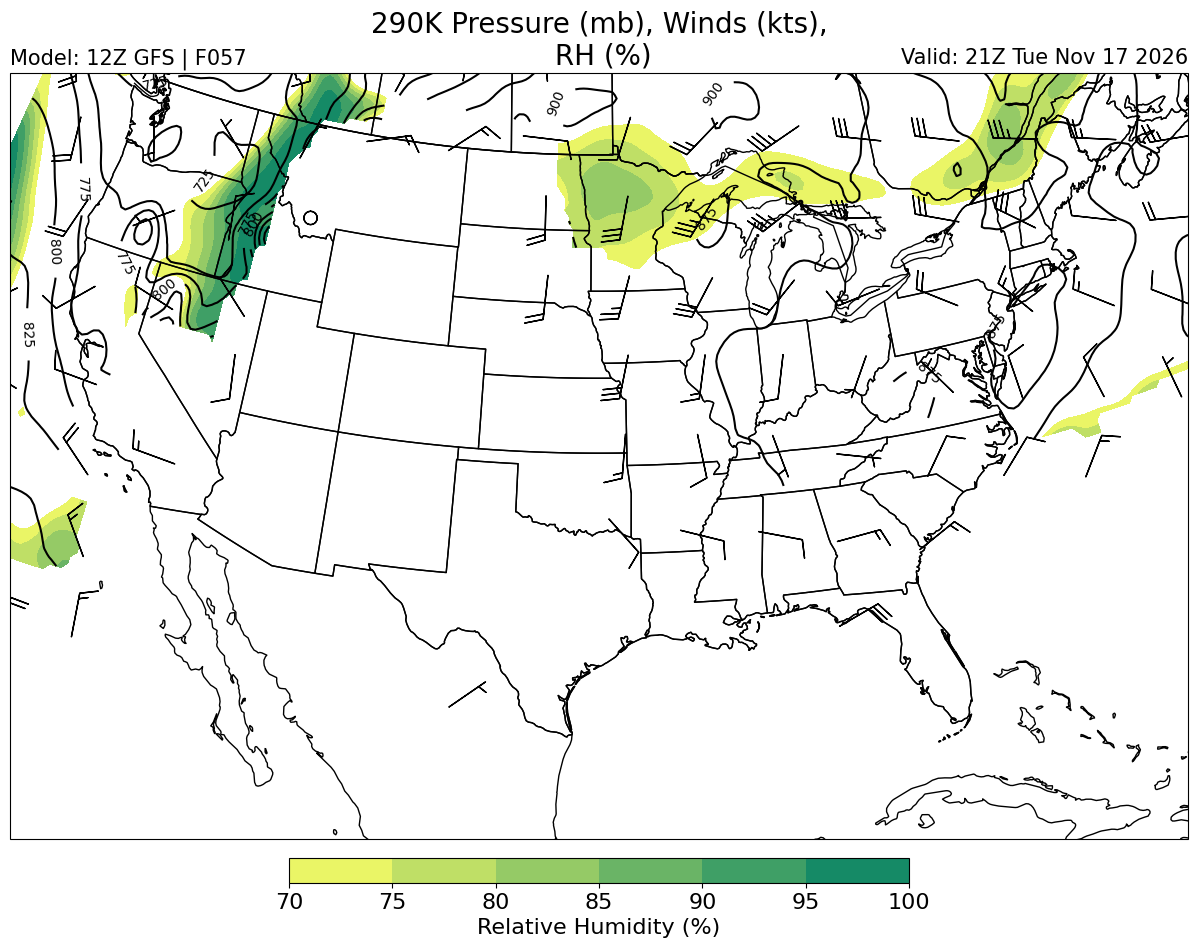 290K Pressure (mb), Winds (kts),
RH (%)
Model: 12Z GFS | F057
Valid: 21Z Tue Nov 17 2026
900
900
725
775
800
775
800
825
875
70 75 80 85 90 95 100
Relative Humidity (%)